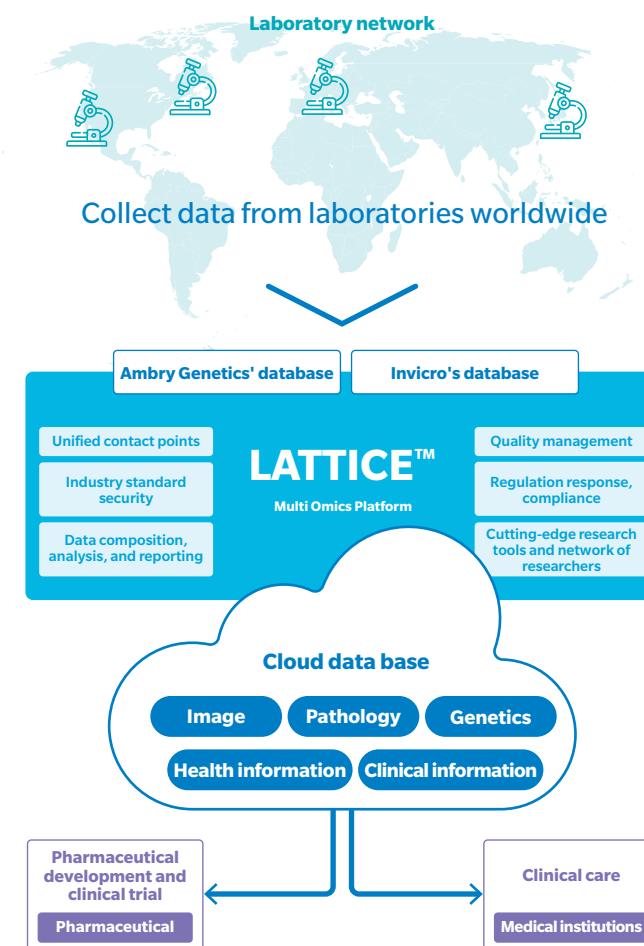 Laboratory network
Collect data from laboratories worldwide
Ambry Genetics' database
Invicro's database
Unified contact points
Industry standard
security
Data composition,
analysis, and reporting
LATTICE™
Multi Omics Platform
Quality management
Regulation response,
compliance
Cutting-edge research
tools and network of
researchers
Cloud data base
Image
Pathology
Genetics
Health information
Clinical information
Pharmaceutical
development and
clinical trial
Pharmaceutical
Clinical care
Medical institutions